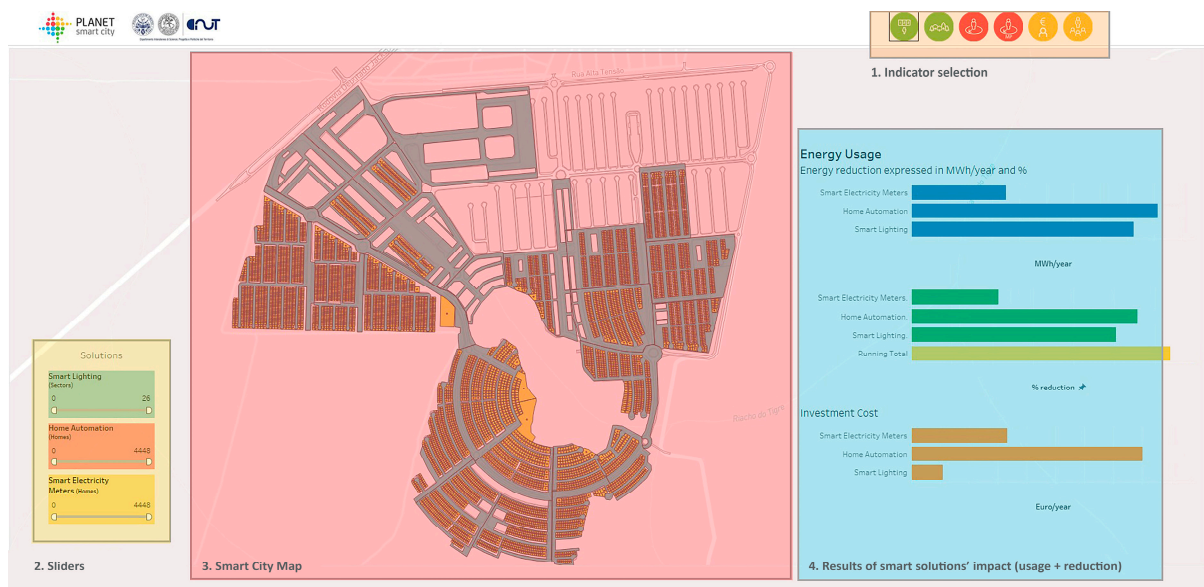 PLANET
smart city
1. Indicator selection
Rua Alta Tensão
Riacho do Tigre
Solutions
Smart Lighting
(Sectors)
0 26
Home Automation
(Homes)
0 4448
Smart Electricity
Meters (Homes)
0 4448
2. Sliders
3. Smart City Map
Energy Usage
Energy reduction expressed in MWh/year and %
Smart Electricity Meters
Home Automation
Smart Lighting
MWh/year
Smart Electricity Meters.
Home Automation.
Smart Lighting.
Running Total
% reduction
Investment Cost
Smart Electricity Meters
Home Automation
Smart Lighting
Euro/year
4. Results of smart solutions' impact (usage + reduction)